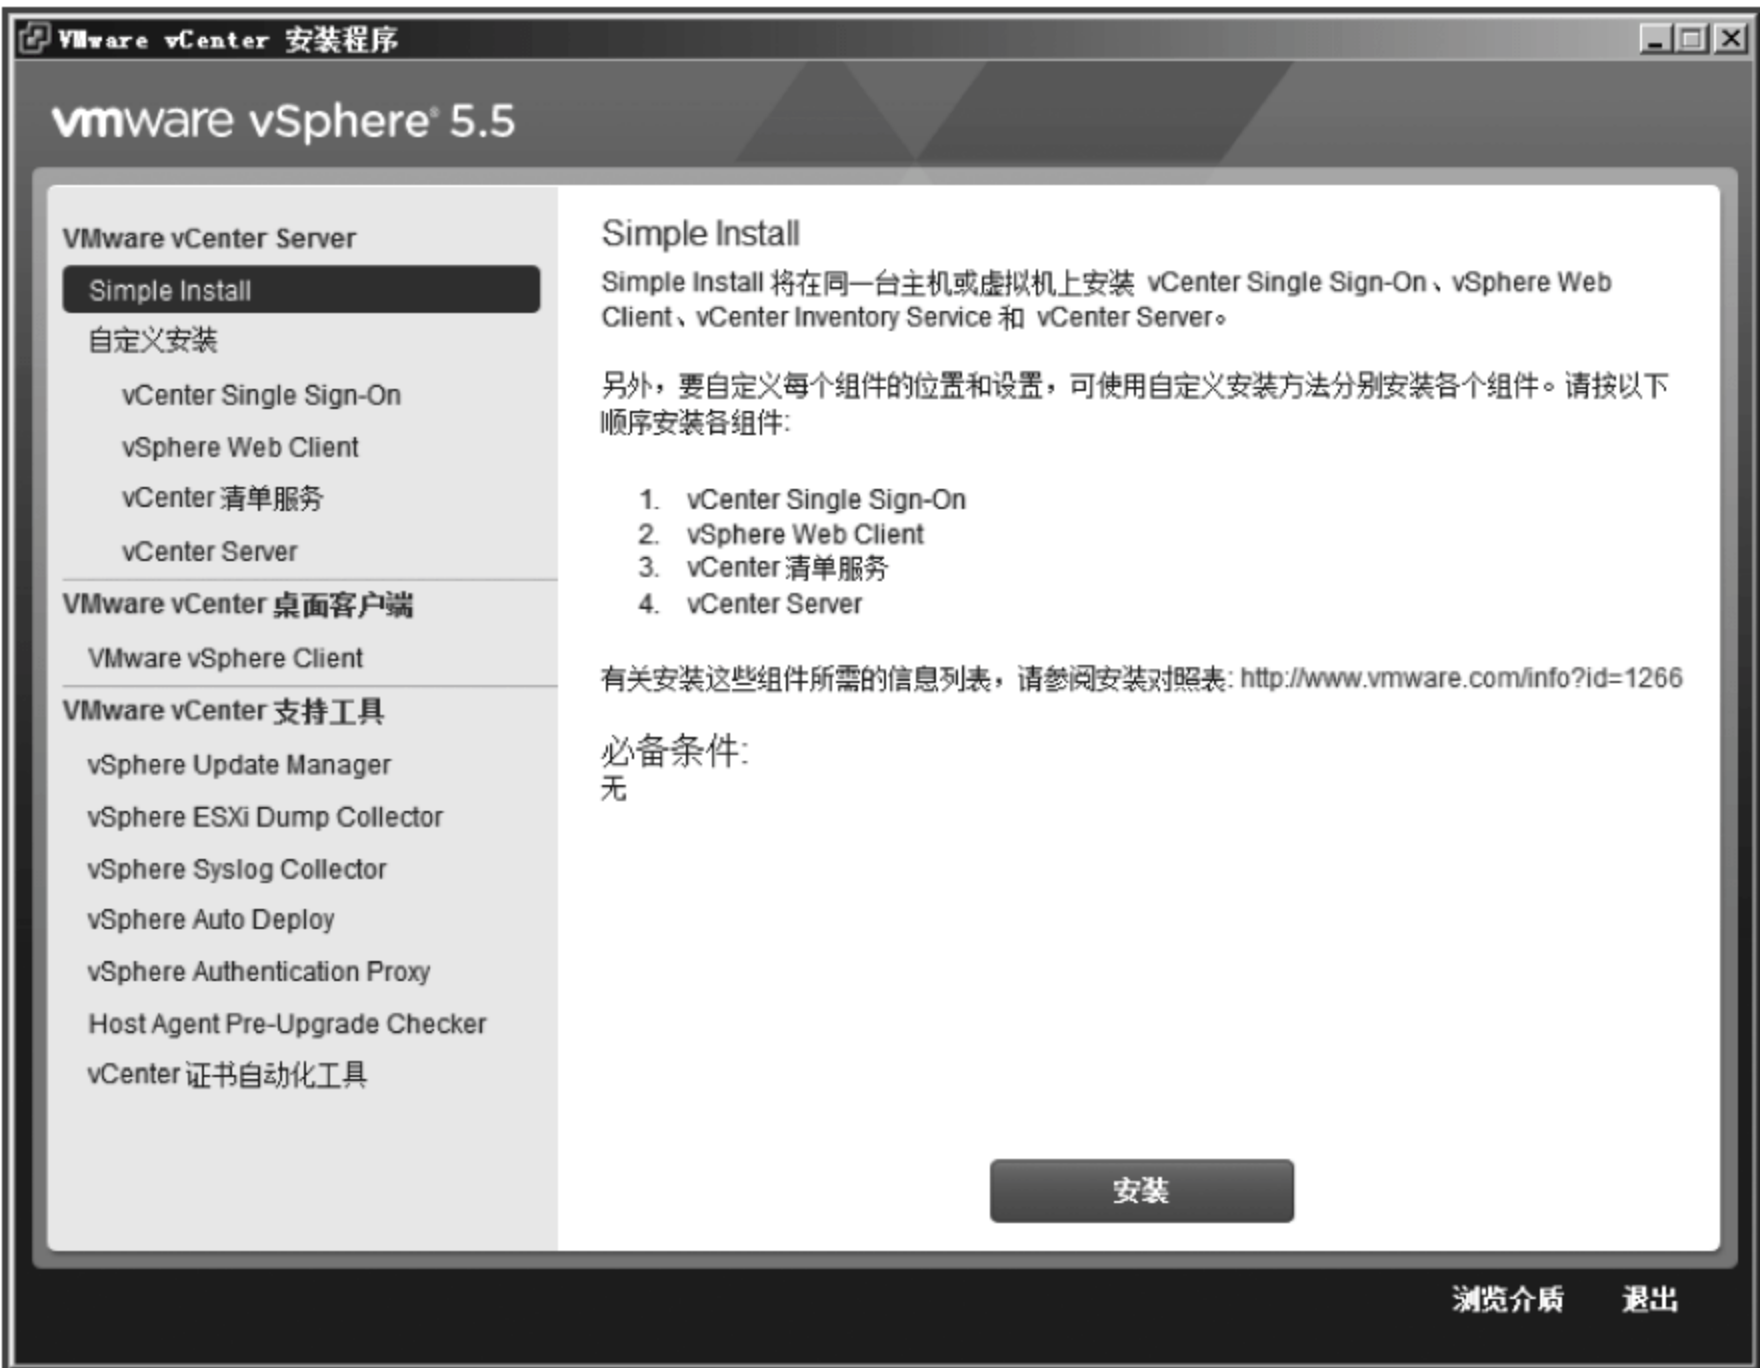 VMware vCenter 安装程序
vmware vSphere® 5.5
VMware vCenter Server
Simple Install
自定义安装
vCenter Single Sign-On
vSphere Web Client
vCenter 清单服务
vCenter Server
VMware vCenter 桌面客户端
VMware vSphere Client
VMware vCenter 支持工具
vSphere Update Manager
vSphere ESXi Dump Collector
vSphere Syslog Collector
vSphere Auto Deploy
vSphere Authentication Proxy
Host Agent Pre-Upgrade Checker
vCenter 证书自动化工具
Simple Install
Simple Install 将在同一台主机或虚拟机上安装 vCenter Single Sign-On、vSphere Web
Client、vCenter Inventory Service 和 vCenter Server。
另外，要自定义每个组件的位置和设置，可使用自定义安装方法分别安装各个组件。请按以下
顺序安装各组件:
1. vCenter Single Sign-On
2. vSphere Web Client
3. vCenter 清单服务
4. vCenter Server
有关安装这些组件所需的信息列表，请参阅安装对照表: http://www.vmware.com/info?id=1266
必备条件:
无
安装
浏览介质 退出